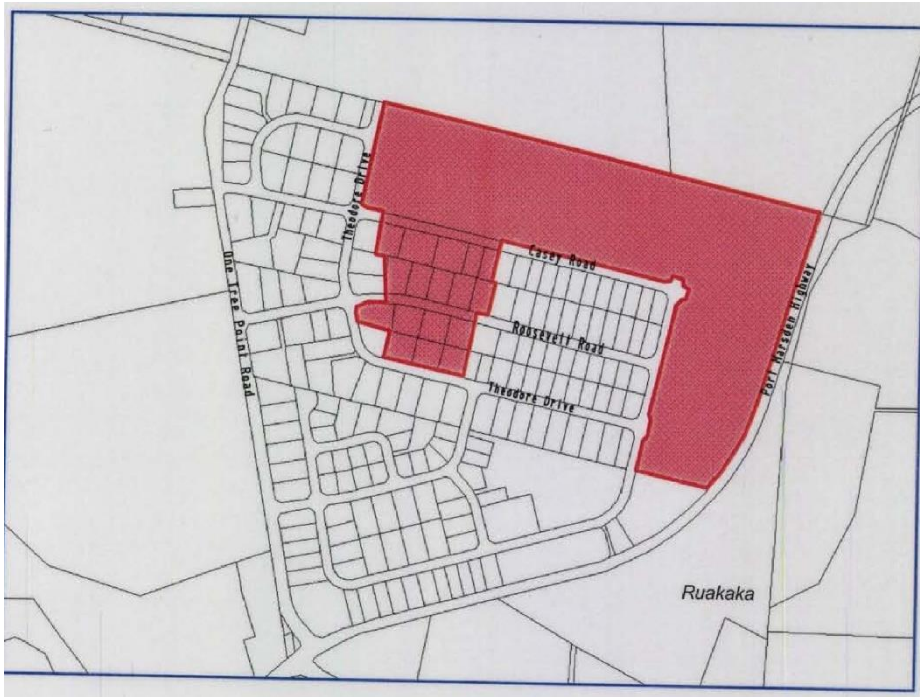 Theodore Drive
Casey Road
One Tree Point Road
Roosevelt Road
Port Marsden Highway
Theodore Drive
Ruakaka